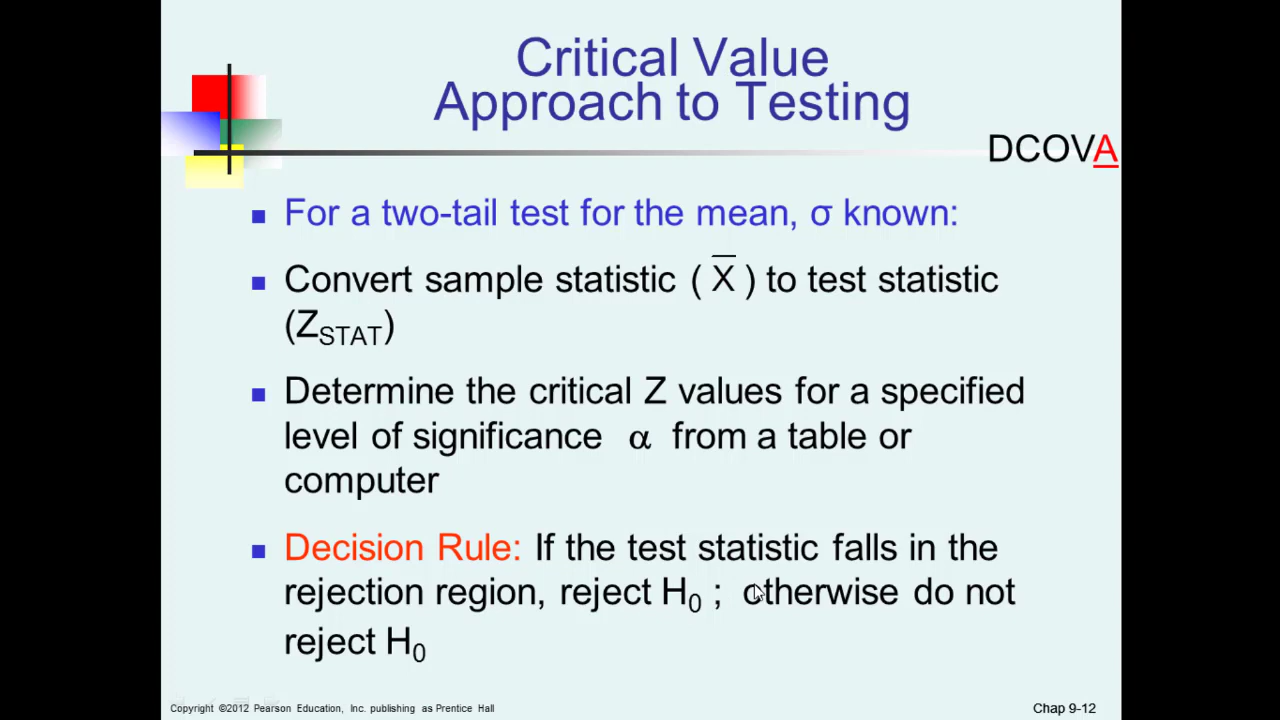 Critical Value
Approach to Testing
DCOVA
For a two-tail test for the mean, σ known:
Convert sample statistic ( X̅ ) to test statistic
(Z_STAT)
Determine the critical Z values for a specified
level of significance α from a table or
computer
Decision Rule: If the test statistic falls in the
rejection region, reject H₀ ; otherwise do not
reject H₀
Copyright ©2012 Pearson Education, Inc. publishing as Prentice Hall
Chap 9-12